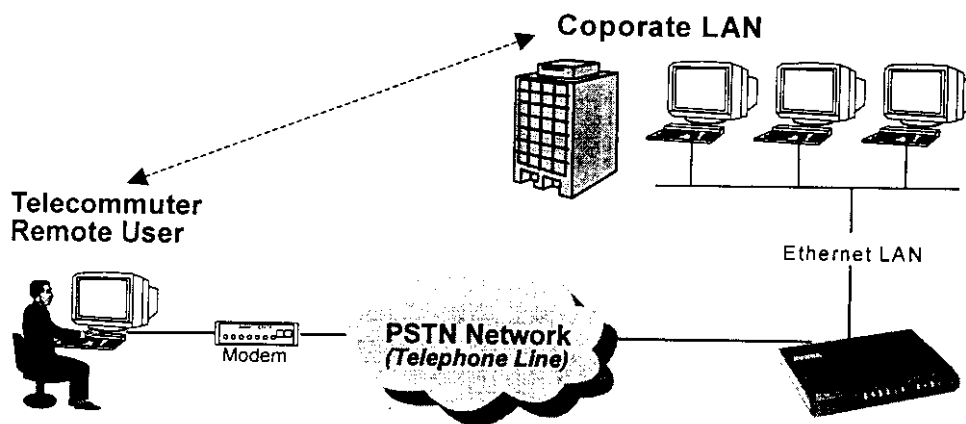 Coporate LAN
Telecommuter
Remote User
Ethernet LAN
PSTN Network
(Telephone Line)
Modem